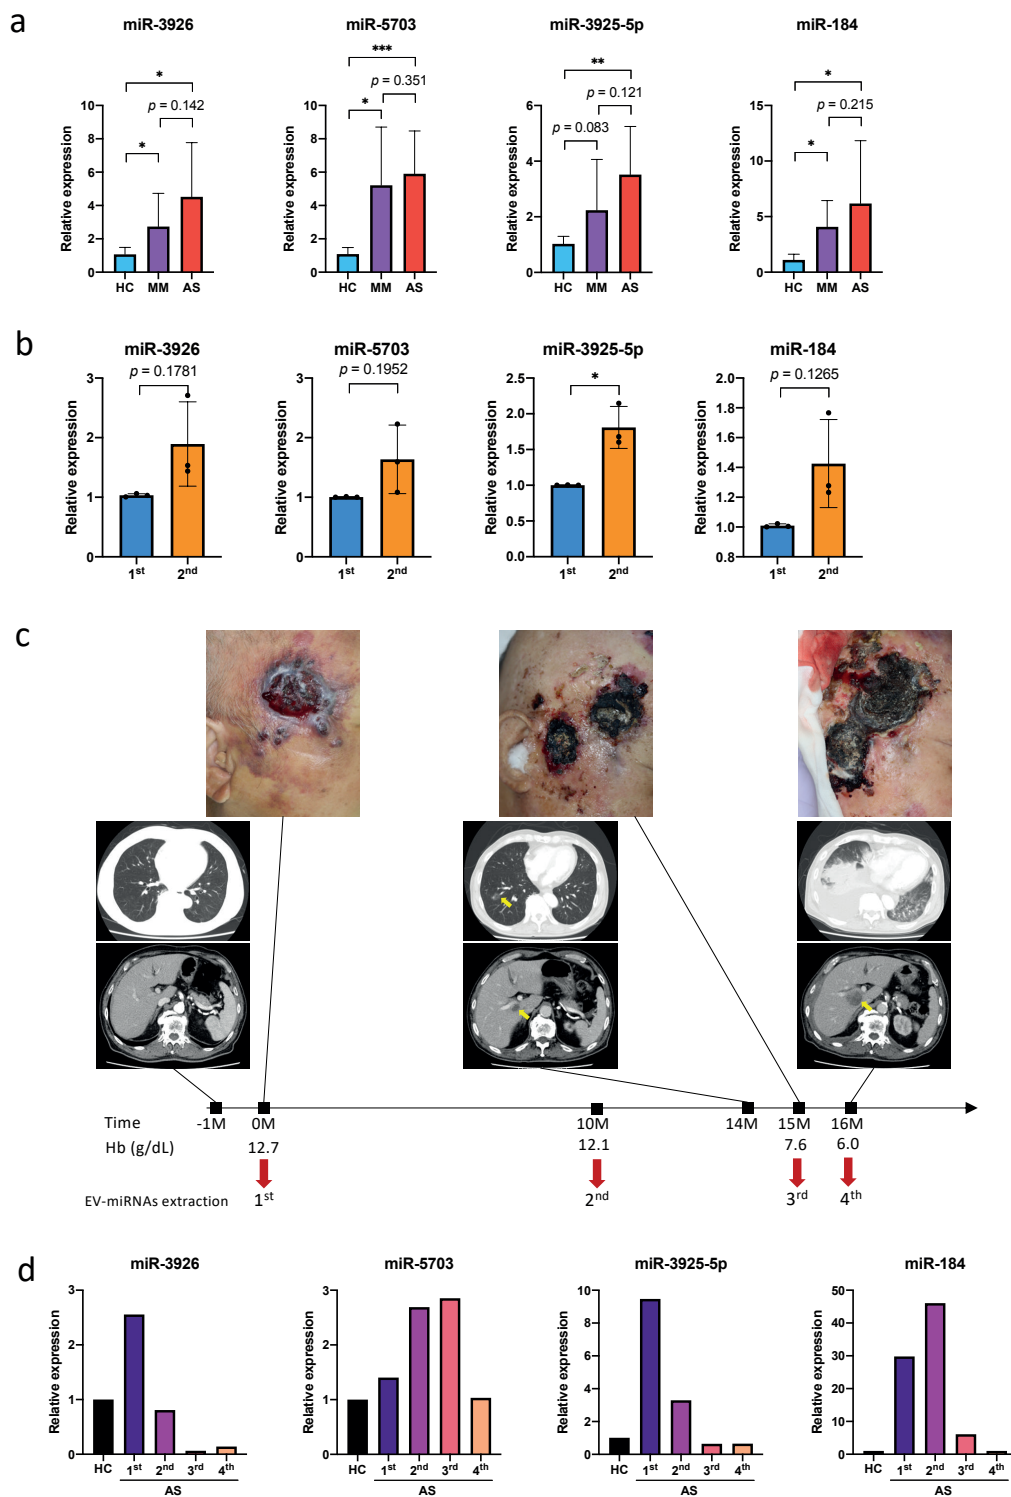 a
miR-3926
miR-5703
miR-3925-5p
miR-184
*
p = 0.142
*
Relative expression
10
8
6
4
2
0
HC MM AS
***
p = 0.351
*
Relative expression
10
8
6
4
2
0
HC MM AS
**
p = 0.121
p = 0.083
Relative expression
6
4
2
0
HC MM AS
*
p = 0.215
*
Relative expression
15
10
5
0
HC MM AS
b
miR-3926
p = 0.1781
Relative expression
3
2
1
0
1st 2nd
miR-5703
p = 0.1952
Relative expression
3
2
1
0
1st 2nd
miR-3925-5p
*
Relative expression
2.5
2.0
1.5
1.0
0.5
0.0
1st 2nd
miR-184
p = 0.1265
Relative expression
2.0
1.8
1.6
1.4
1.2
1.0
0.8
1st 2nd
c
Time -1M 0M 10M 14M 15M 16M
Hb (g/dL) 12.7 12.1 7.6 6.0
EV-miRNAs extraction 1st 2nd 3rd 4th
d
miR-3926
Relative expression
3
2
1
0
HC 1st 2nd 3rd 4th
AS
miR-5703
Relative expression
3
2
1
0
HC 1st 2nd 3rd 4th
AS
miR-3925-5p
Relative expression
10
8
6
4
2
0
HC 1st 2nd 3rd 4th
AS
miR-184
Relative expression
50
40
30
20
10
0
HC 1st 2nd 3rd 4th
AS